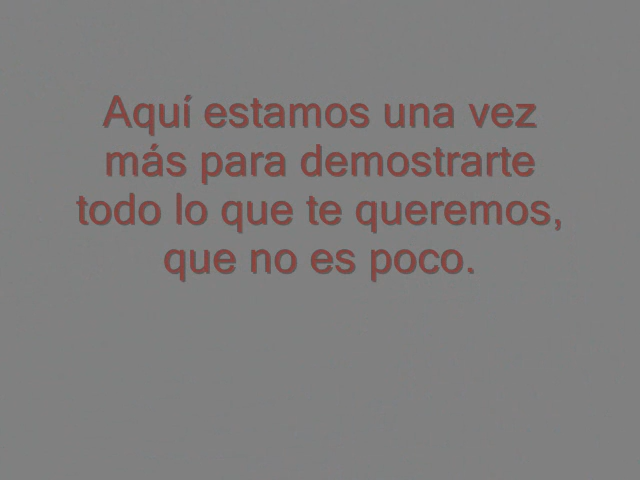 Aquí estamos una vez
más para demostrarte
todo lo que te queremos,
que no es poco.